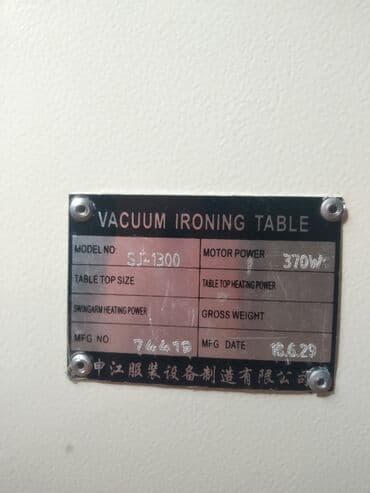 VACUUM IRONING TABLE
MODEL NO SJ-1300 MOTOR POWER 370W
TABLE TOP SIZE TABLE TOP HEATING POWER
SWINGARM HEATING POWER GROSS WEIGHT
MFG NO 74419 MFG DATE 18.6.29
申江服装设备制造有限公司